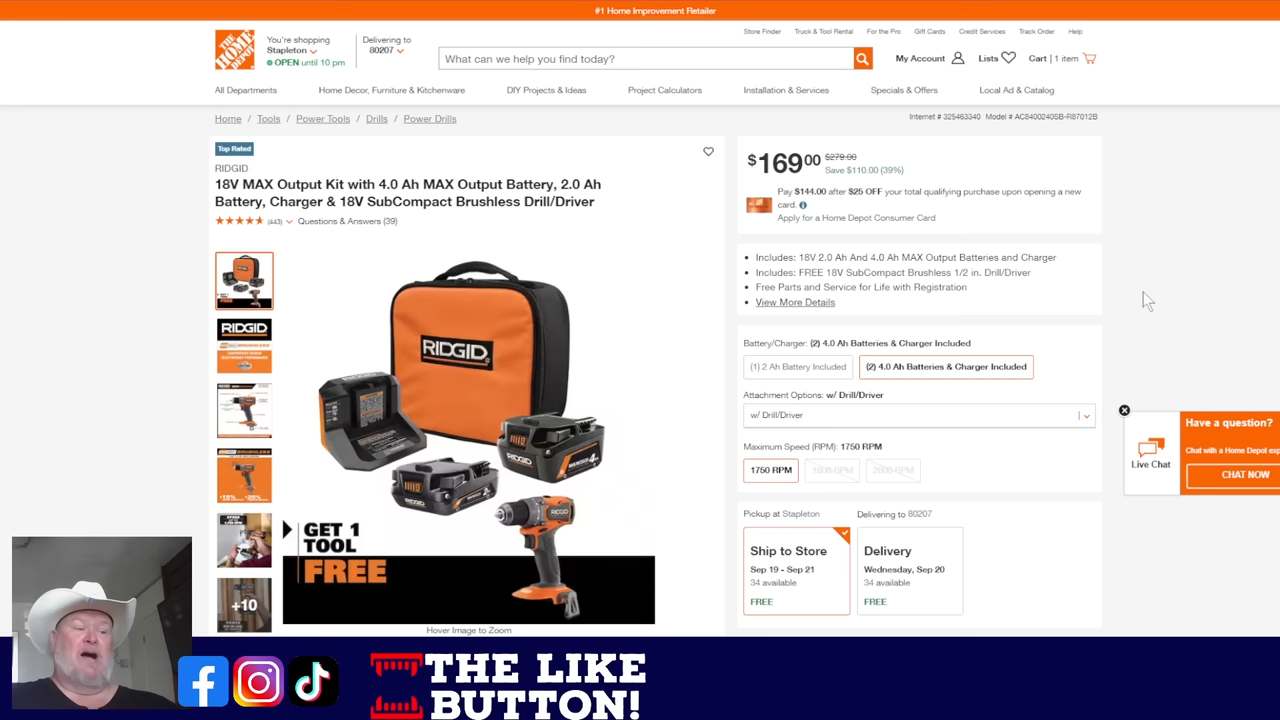 #1 Home Improvement Retailer
THE HOME DEPOT
You're shopping
Stapleton
OPEN until 10 pm
Delivering to
80207
What can we help you find today?
Store Finder Truck & Tool Rental For the Pro Gift Cards Credit Services Track Order Help
My Account Lists Cart | 1 item
All Departments Home Decor, Furniture & Kitchenware DIY Projects & Ideas Project Calculators Installation & Services Specials & Offers Local Ad & Catalog
Home / Tools / Power Tools / Drills / Power Drills
Internet # 325463340 Model # AC8400240SB-R87012B
Top Rated
RIDGID
18V MAX Output Kit with 4.0 Ah MAX Output Battery, 2.0 Ah
Battery, Charger & 18V SubCompact Brushless Drill/Driver
(443) Questions & Answers (39)
RIDGID
RIDGID
GET 1
TOOL
FREE
+10
Hover Image to Zoom
$169.00 $279.00
Save $110.00 (39%)
Pay $144.00 after $25 OFF your total qualifying purchase upon opening a new
card.
Apply for a Home Depot Consumer Card
Includes: 18V 2.0 Ah And 4.0 Ah MAX Output Batteries and Charger
Includes: FREE 18V SubCompact Brushless 1/2 in. Drill/Driver
Free Parts and Service for Life with Registration
View More Details
Battery/Charger: (2) 4.0 Ah Batteries & Charger Included
(1) 2 Ah Battery Included (2) 4.0 Ah Batteries & Charger Included
Attachment Options: w/ Drill/Driver
w/ Drill/Driver
Maximum Speed (RPM): 1750 RPM
1750 RPM
Pickup at Stapleton Delivering to 80207
Ship to Store
Sep 19 - Sep 21
34 available
FREE
Delivery
Wednesday, Sep 20
34 available
FREE
Have a question?
Live Chat
Chat with a Home Depot exp
CHAT NOW
THE LIKE
BUTTON!